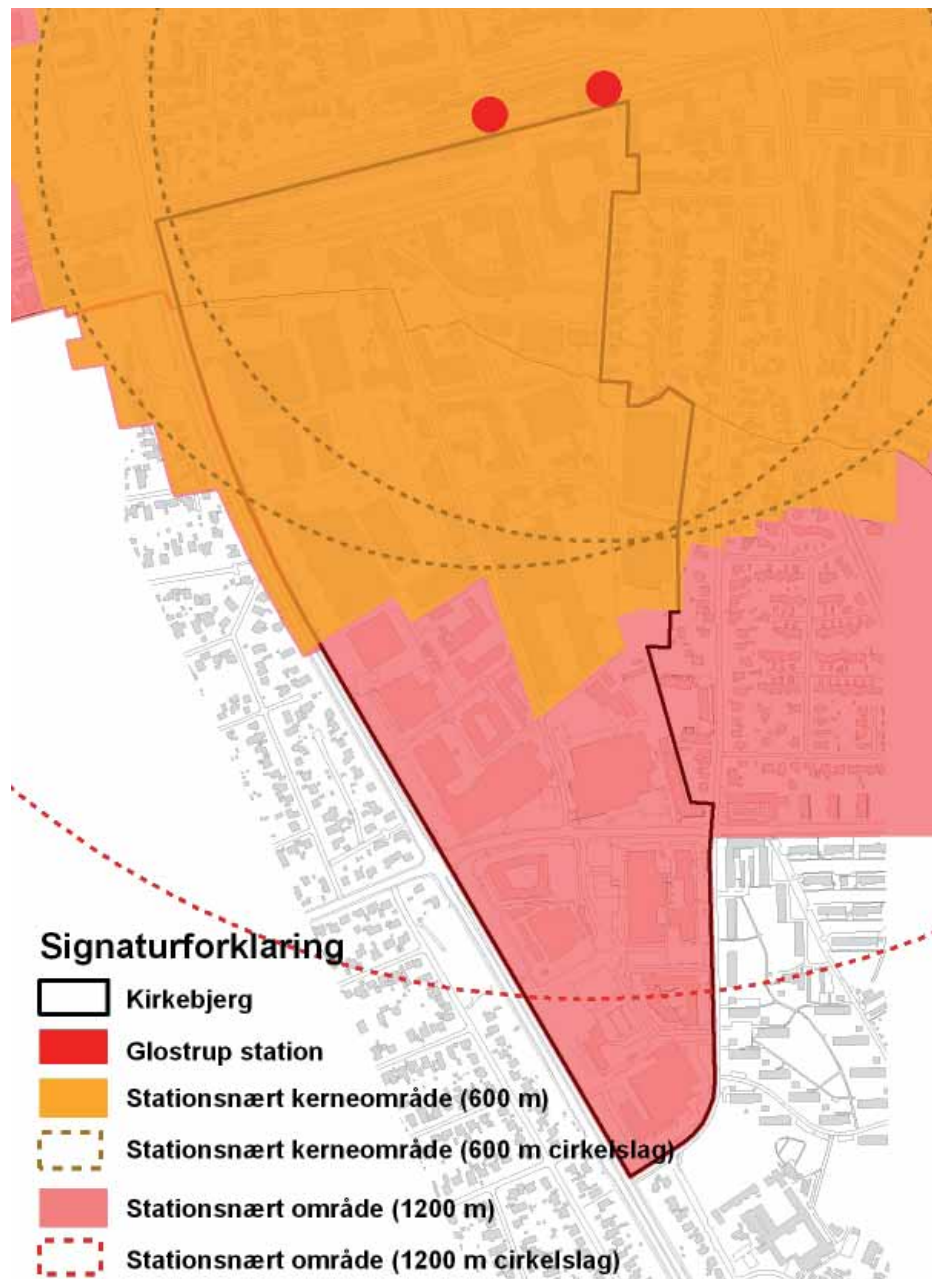 Signaturforklaring
Kirkebjerg
Glostrup station
Stationsnært kerneområde (600 m)
Stationsnært kerneområde (600 m cirkelslag)
Stationsnært område (1200 m)
Stationsnært område (1200 m cirkelslag)